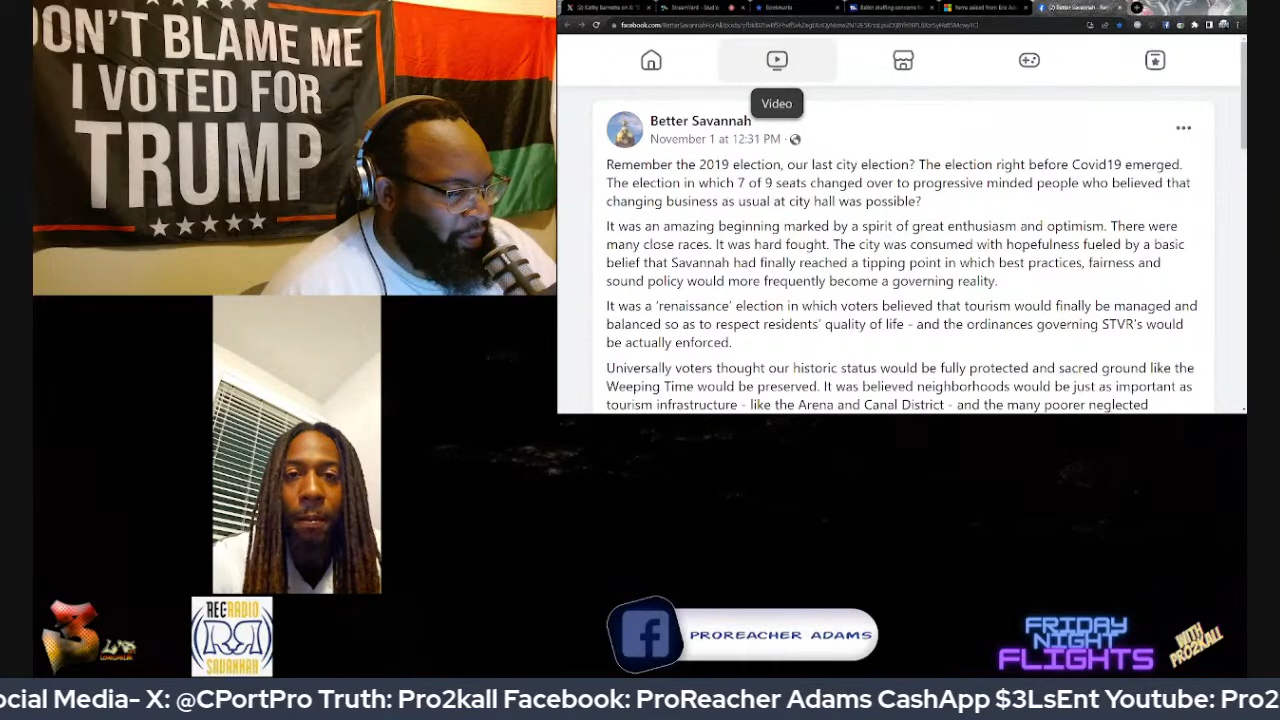 ON'T BLAME ME
I VOTED FOR
TRUMP
Items seized from Eric Ad
Better Savannah
Video
Better Savannah
November 1 at 12:31 PM ·
Remember the 2019 election, our last city election? The election right before Covid19 emerged.
The election in which 7 of 9 seats changed over to progressive minded people who believed that
changing business as usual at city hall was possible?
It was an amazing beginning marked by a spirit of great enthusiasm and optimism. There were
many close races. It was hard fought. The city was consumed with hopefulness fueled by a basic
belief that Savannah had finally reached a tipping point in which best practices, fairness and
sound policy would more frequently become a governing reality.
It was a 'renaissance' election in which voters believed that tourism would finally be managed and
balanced so as to respect residents' quality of life - and the ordinances governing STVR's would
be actually enforced.
Universally voters thought our historic status would be fully protected and sacred ground like the
Weeping Time would be preserved. It was believed neighborhoods would be just as important as
tourism infrastructure - like the Arena and Canal District - and the many poorer neglected
3
REC RADIO
RR
SAVANNAH
f PROREACHER ADAMS
FRIDAY
NIGHT
FLIGHTS
WITH
PRO2KALL
ocial Media- X: @CPortPro Truth: Pro2kall Facebook: ProReacher Adams CashApp $3LsEnt Youtube: Pro2